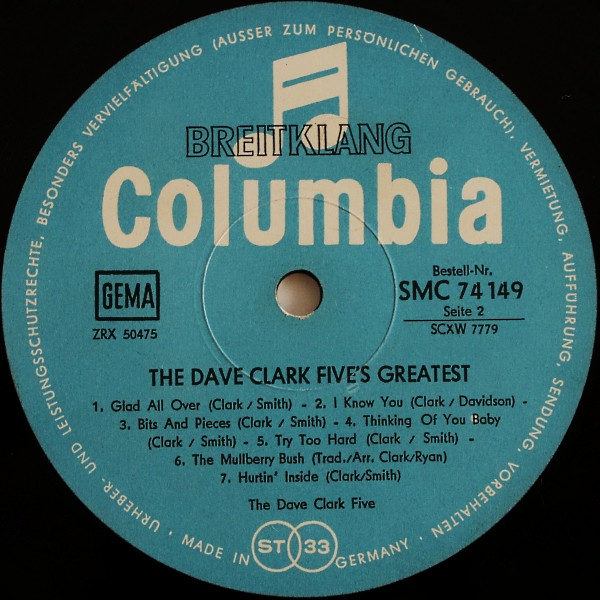 URHEBER- UND LEISTUNGSSCHUTZRECHTE, BESONDERS VERVIELFÄLTIGUNG (AUSSER ZUM PERSÖNLICHEN GEBRAUCH), VERMIETUNG, AUFFÜHRUNG, SENDUNG, VORBEHALTEN
BREITKLANG
Columbia
GEMA
ZRX 50475
Bestell-Nr.
SMC 74 149
Seite 2
SCXW 7779
THE DAVE CLARK FIVE'S GREATEST
1. Glad All Over (Clark / Smith) - 2. I Know You (Clark / Davidson) -
3. Bits And Pieces (Clark / Smith) - 4. Thinking Of You Baby
(Clark / Smith) - 5. Try Too Hard (Clark / Smith) -
6. The Mullberry Bush (Trad./Arr. Clark/Ryan)
7. Hurtin' Inside (Clark/Smith)
The Dave Clark Five
· MADE IN GERMANY ·
ST 33